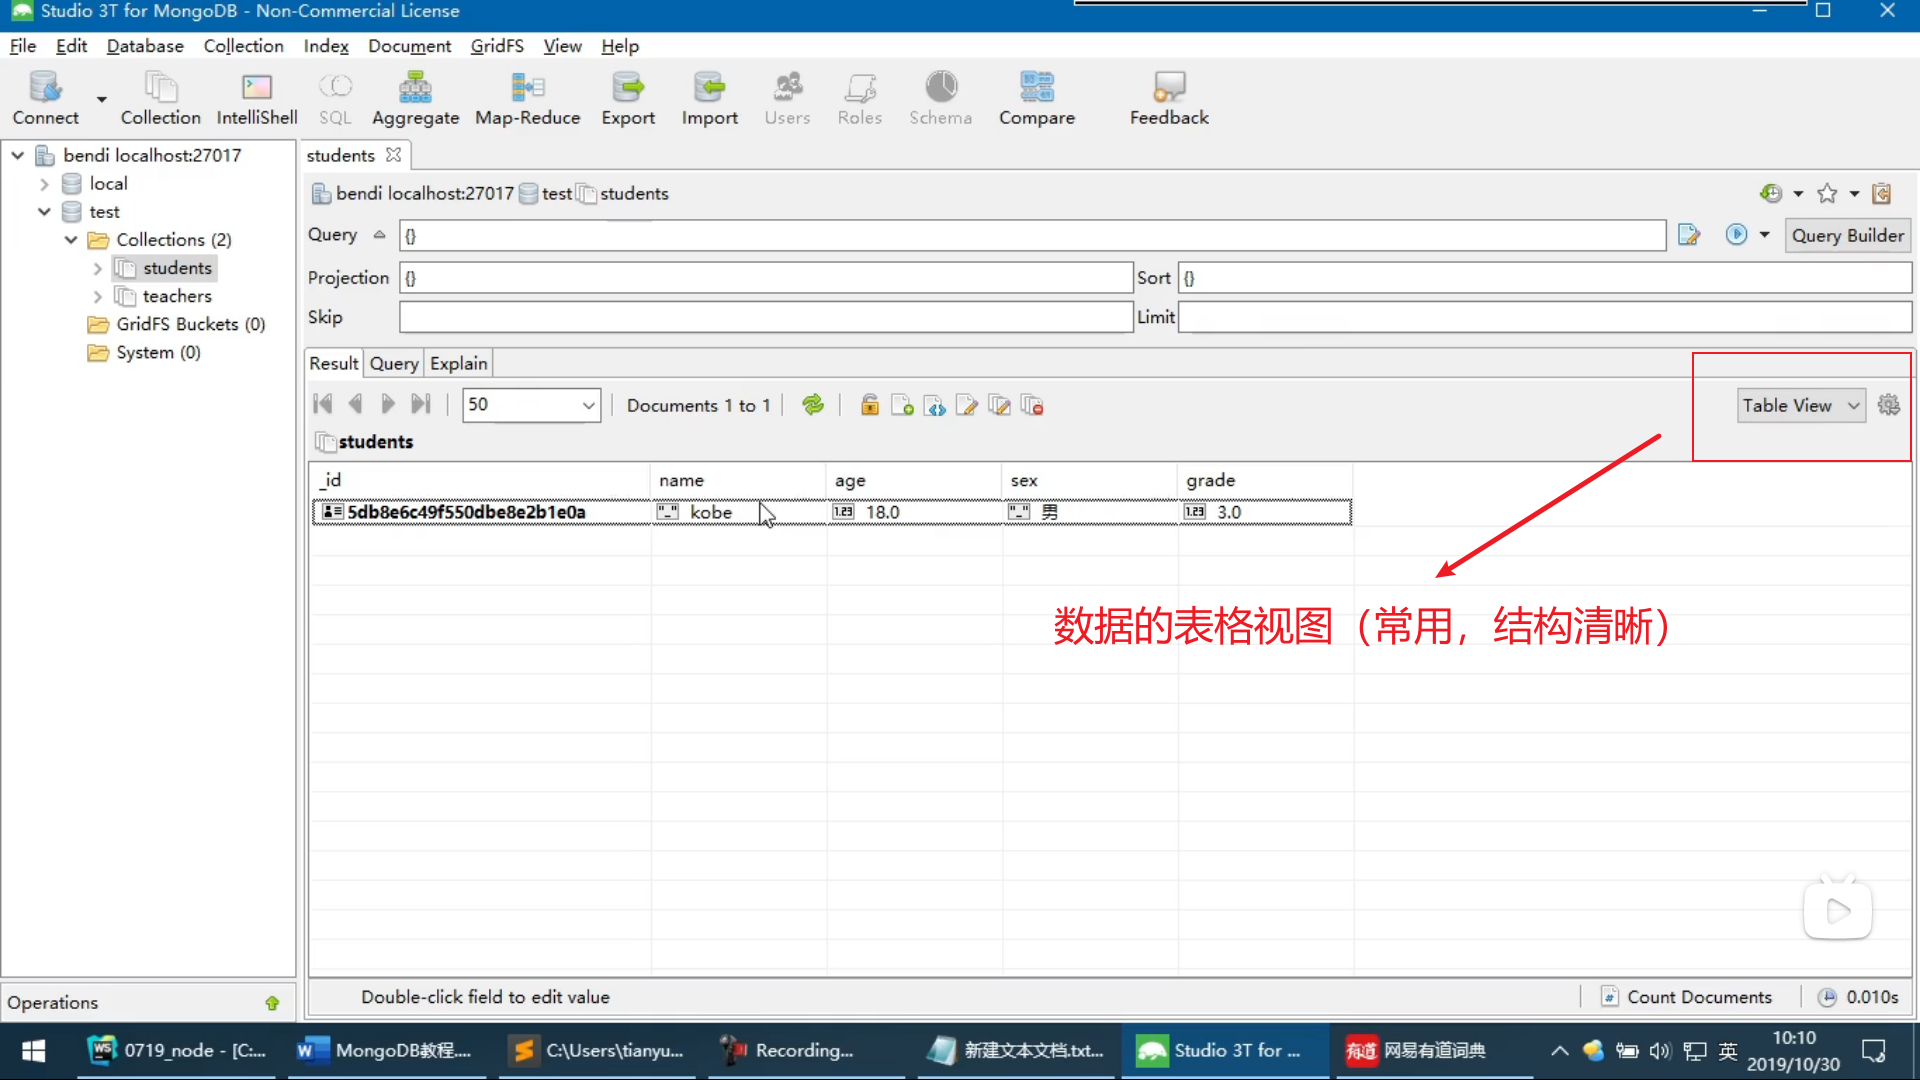 Studio 3T for MongoDB - Non-Commercial License
File Edit Database Collection Index Document GridFS View Help
Connect Collection IntelliShell SQL Aggregate Map-Reduce Export Import Users Roles Schema Compare Feedback
bendi localhost:27017
local
test
Collections (2)
students
teachers
GridFS Buckets (0)
System (0)
students
bendi localhost:27017 test students
Query {} Query Builder
Projection {} Sort {}
Skip Limit
Result Query Explain
50 Documents 1 to 1 Table View
students
_id name age sex grade
5db8e6c49f550dbe8e2b1e0a "_" kobe 1.23 18.0 "_" 男 1.23 3.0
数据的表格视图（常用，结构清晰）
Operations
Double-click field to edit value Count Documents 0.010s
WS 0719_node - [C:... W MongoDB教程.... C:\Users\tianyu... Recording... 新建文本文档.txt... Studio 3T for ... 有道 网易有道词典 英 10:10
2019/10/30